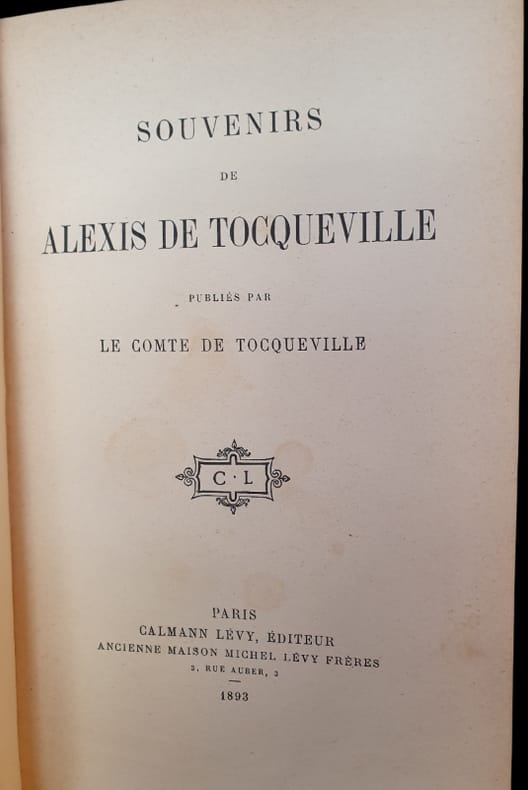 SOUVENIRS
DE
ALEXIS DE TOCQUEVILLE
PUBLIÉS PAR
LE COMTE DE TOCQUEVILLE
C · L
PARIS
CALMANN LÉVY, ÉDITEUR
ANCIENNE MAISON MICHEL LÉVY FRÈRES
3, RUE AUBER, 3
1893